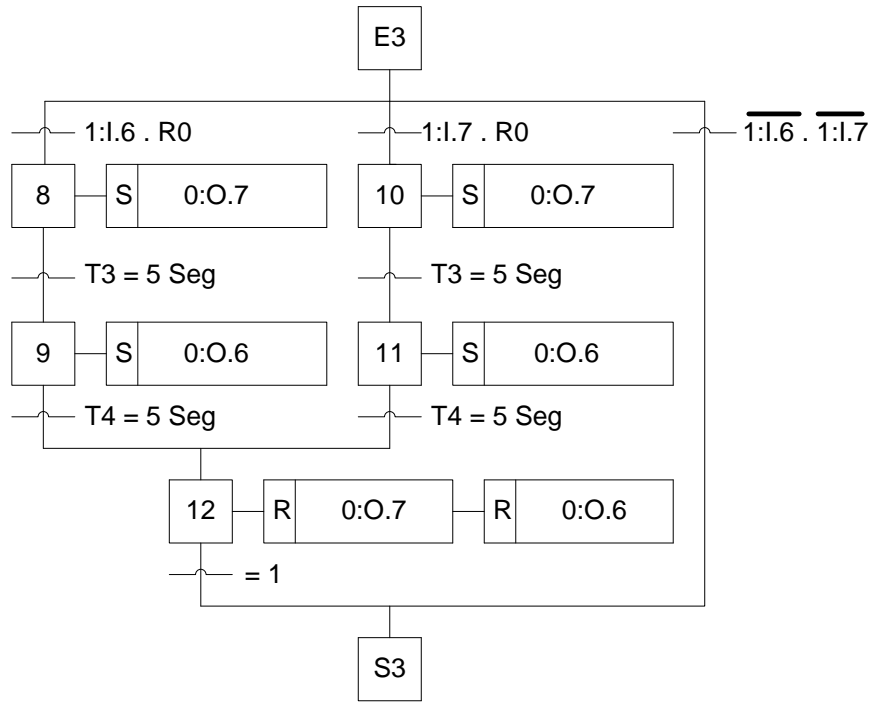 E3
1:I.6 . R0 1:I.7 . R0 1:I.6 . 1:I.7
8 S 0:O.7 10 S 0:O.7
T3 = 5 Seg T3 = 5 Seg
9 S 0:O.6 11 S 0:O.6
T4 = 5 Seg T4 = 5 Seg
12 R 0:O.7 R 0:O.6
= 1
S3